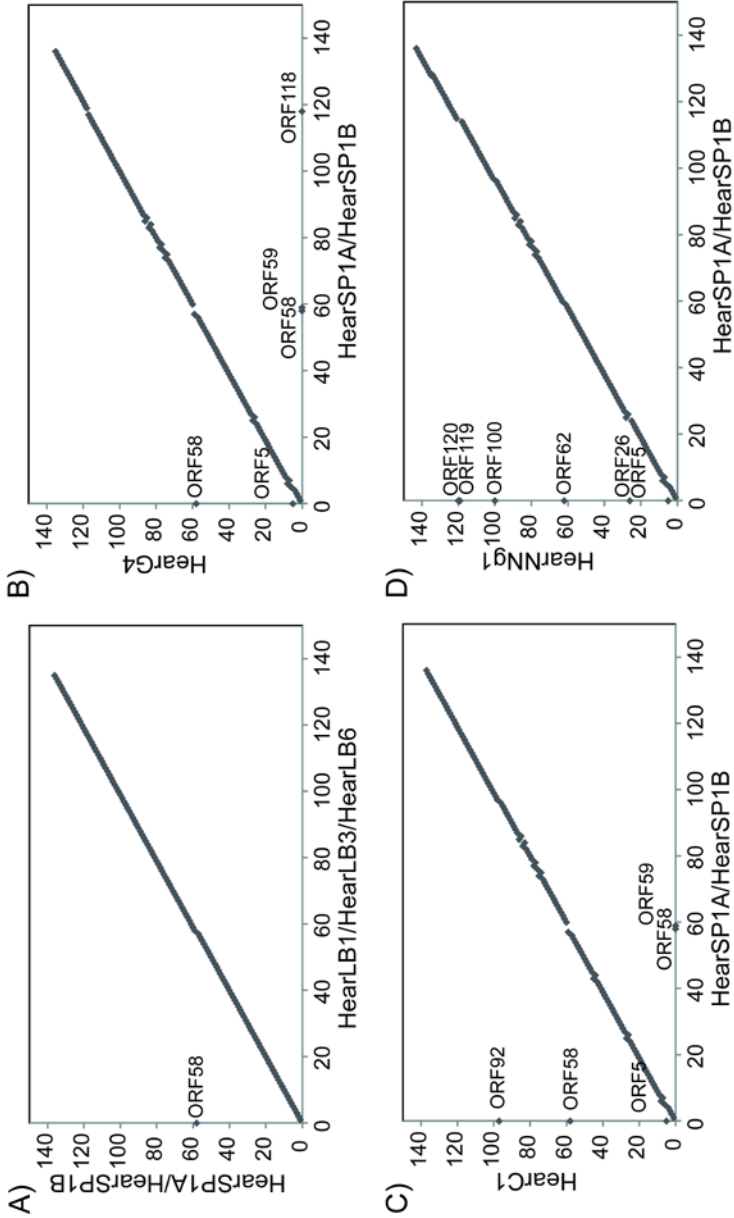 A)
HearSP1A/HearSP1B
140
120
100
80
60
40
20
0
ORF58
0 20 40 60 80 100 120 140
HearLB1/HearLB3/HearLB6
B)
HearG4
140
120
100
80
60
40
20
0
ORF58
ORF5
ORF58
ORF59
ORF118
0 20 40 60 80 100 120 140
HearSP1A/HearSP1B
C)
HearC1
140
120
100
80
60
40
20
0
ORF92
ORF58
ORF5
ORF58
ORF59
0 20 40 60 80 100 120 140
HearSP1A/HearSP1B
D)
HearNNg1
140
120
100
80
60
40
20
0
ORF120
ORF119
ORF100
ORF62
ORF26
ORF5
0 20 40 60 80 100 120 140
HearSP1A/HearSP1B